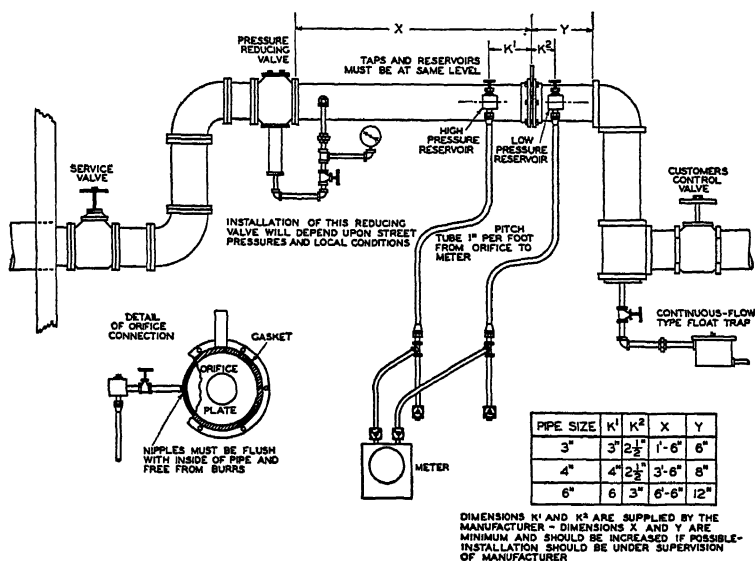 X
Y
K¹
K²
PRESSURE
REDUCING
VALVE
TAPS AND RESERVOIRS
MUST BE AT SAME LEVEL
HIGH
PRESSURE
RESERVOIR
LOW
PRESSURE
RESERVOIR
SERVICE
VALVE
CUSTOMERS
CONTROL
VALVE
INSTALLATION OF THIS REDUCING
VALVE WILL DEPEND UPON STREET
PRESSURES AND LOCAL CONDITIONS
PITCH
TUBE 1" PER FOOT
FROM ORIFICE TO
METER
CONTINUOUS-FLOW
TYPE FLOAT TRAP
DETAIL
OF ORIFICE
CONNECTION
GASKET
ORIFICE
PLATE
NIPPLES MUST BE FLUSH
WITH INSIDE OF PIPE AND
FREE FROM BURRS
METER
PIPE SIZE K¹ K² X Y
3" 3" 2½" 1'-6" 6"
4" 4" 2½" 3'-6" 8"
6" 6 3" 6'-6" 12"
DIMENSIONS K¹ AND K² ARE SUPPLIED BY THE
MANUFACTURER - DIMENSIONS X AND Y ARE
MINIMUM AND SHOULD BE INCREASED IF POSSIBLE-
INSTALLATION SHOULD BE UNDER SUPERVISION
OF MANUFACTURER